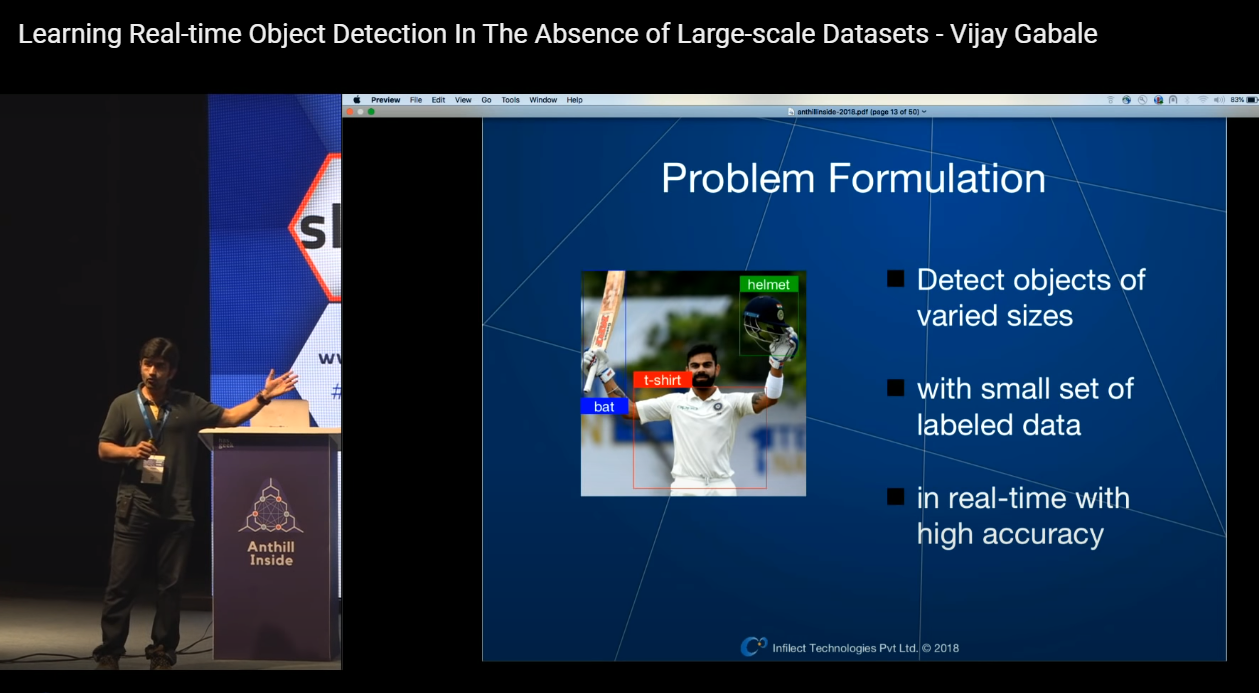 Learning Real-time Object Detection In The Absence of Large-scale Datasets - Vijay Gabale
Preview File Edit View Go Tools Window Help
83%
anthillinside-2018.pdf (page 13 of 50)
Problem Formulation
helmet
t-shirt
bat
Detect objects of
varied sizes
with small set of
labeled data
in real-time with
high accuracy
Infilect Technologies Pvt Ltd. © 2018
Anthill
Inside